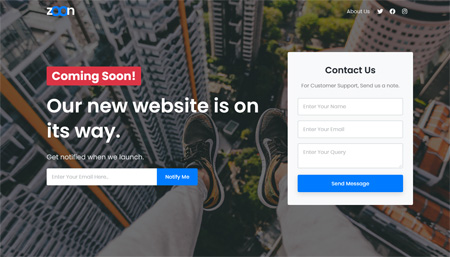 zoon
About Us
Coming Soon!
Our new website is on
its way.
Get notified when we launch.
Enter Your Email Here..
Notify Me
Contact Us
For Customer Support, Send us a note.
Enter Your Name
Enter Your Email
Enter Your Query
Send Message